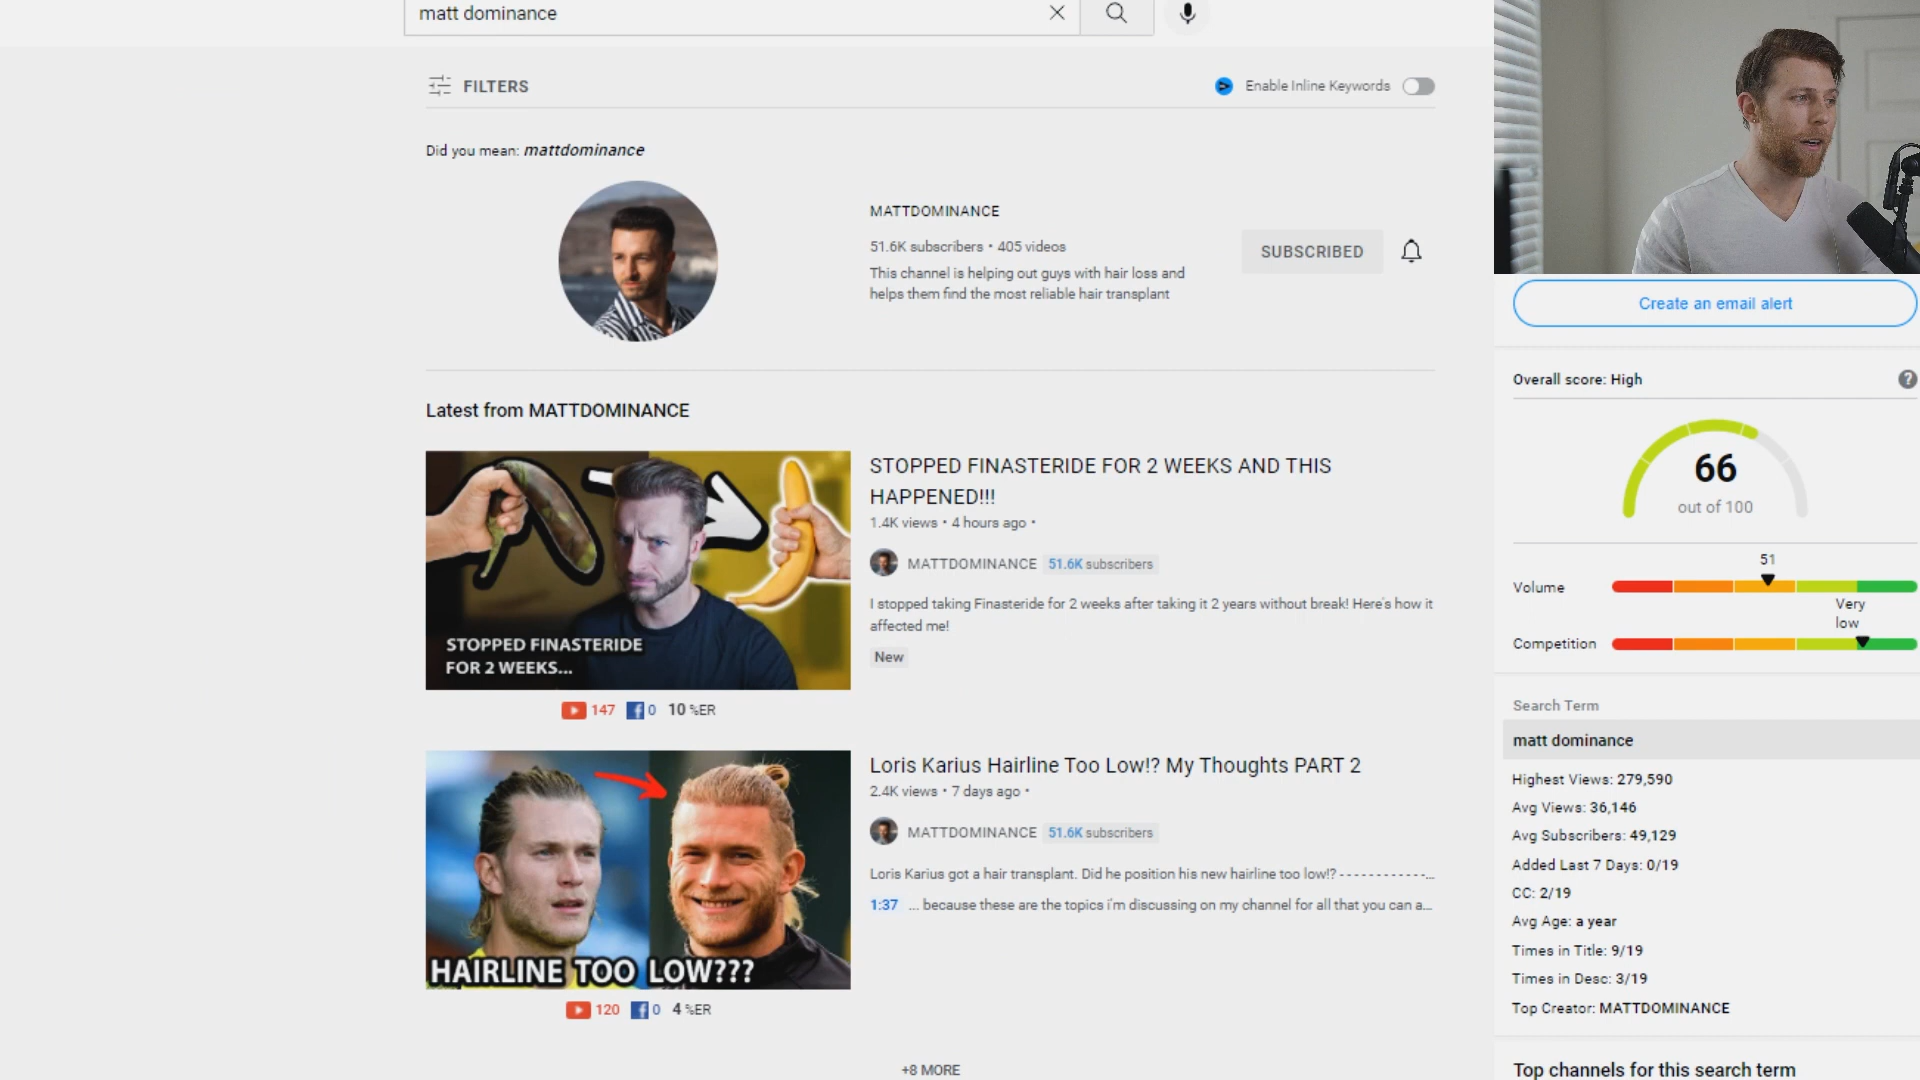 matt dominance
FILTERS
Enable Inline Keywords
Did you mean: mattdominance
MATTDOMINANCE
51.6K subscribers • 405 videos
This channel is helping out guys with hair loss and
helps them find the most reliable hair transplant
SUBSCRIBED
Latest from MATTDOMINANCE
STOPPED FINASTERIDE
FOR 2 WEEKS...
147 0 10 %ER
STOPPED FINASTERIDE FOR 2 WEEKS AND THIS
HAPPENED!!!
1.4K views • 4 hours ago •
MATTDOMINANCE 51.6K subscribers
I stopped taking Finasteride for 2 weeks after taking it 2 years without break! Here's how it
affected me!
New
HAIRLINE TOO LOW???
120 0 4 %ER
Loris Karius Hairline Too Low!? My Thoughts PART 2
2.4K views • 7 days ago •
MATTDOMINANCE 51.6K subscribers
Loris Karius got a hair transplant. Did he position his new hairline too low!? - - - - - - - - - - - -...
1:37 ... because these are the topics i'm discussing on my channel for all that you can a...
+8 MORE
Create an email alert
Overall score: High
?
66
out of 100
51
Volume
Very
low
Competition
Search Term
matt dominance
Highest Views: 279,590
Avg Views: 36,146
Avg Subscribers: 49,129
Added Last 7 Days: 0/19
CC: 2/19
Avg Age: a year
Times in Title: 9/19
Times in Desc: 3/19
Top Creator: MATTDOMINANCE
Top channels for this search term